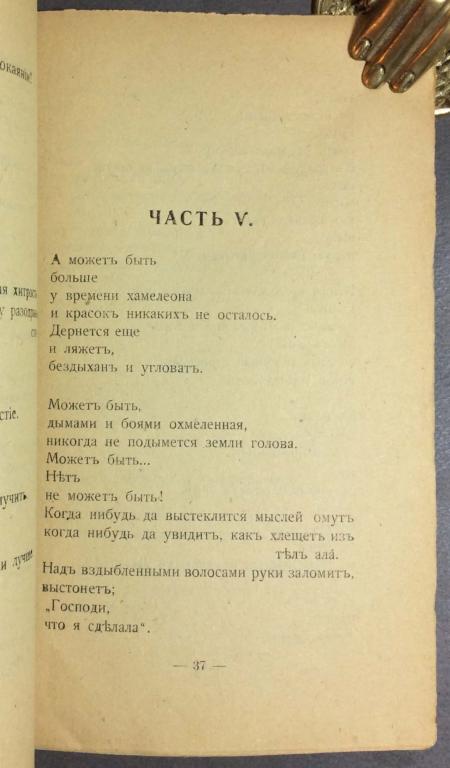 ЧАСТЬ V.
А можетъ быть
больше
у времени хамелеона
и красокъ никакихъ не осталось.
Дернется еще
и ляжетъ,
бездыханъ и угловатъ.
Можетъ быть,
дымами и боями охмеленная,
никогда не подымется земли голова.
Можетъ быть...
Нѣтъ
не можетъ быть!
Когда нибудь да выстеклится мыслей омутъ
когда нибудь да увидитъ, какъ хлещетъ изъ
тѣлъ ала.
Надъ вздыбленными волосами руки заломитъ,
выстонетъ;
„Господи,
что я сдѣлала“.
— 37 —